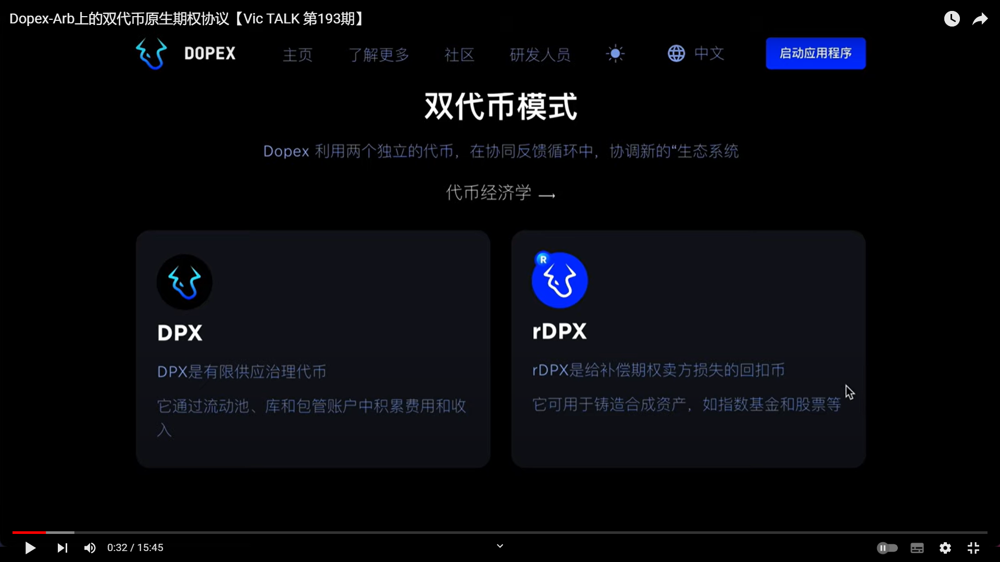 Dopex-Arb上的双代币原生期权协议【Vic TALK 第193期】
DOPEX 主页 了解更多 社区 研发人员 中文 启动应用程序
双代币模式
Dopex 利用两个独立的代币，在协同反馈循环中，协调新的“生态系统
代币经济学 →
DPX
DPX是有限供应治理代币
它通过流动池、库和包管账户中积累费用和收
入
R
rDPX
rDPX是给补偿期权卖方损失的回扣币
它可用于铸造合成资产，如指数基金和股票等
0:32 / 15:45